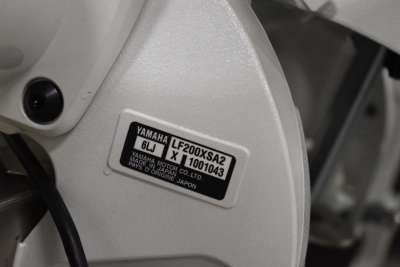 YAMAHA LF200XSA2
6LJ X 1001043
YAMAHA MOTOR CO., LTD.
MADE IN JAPAN
PAYS D'ORIGINE JAPON